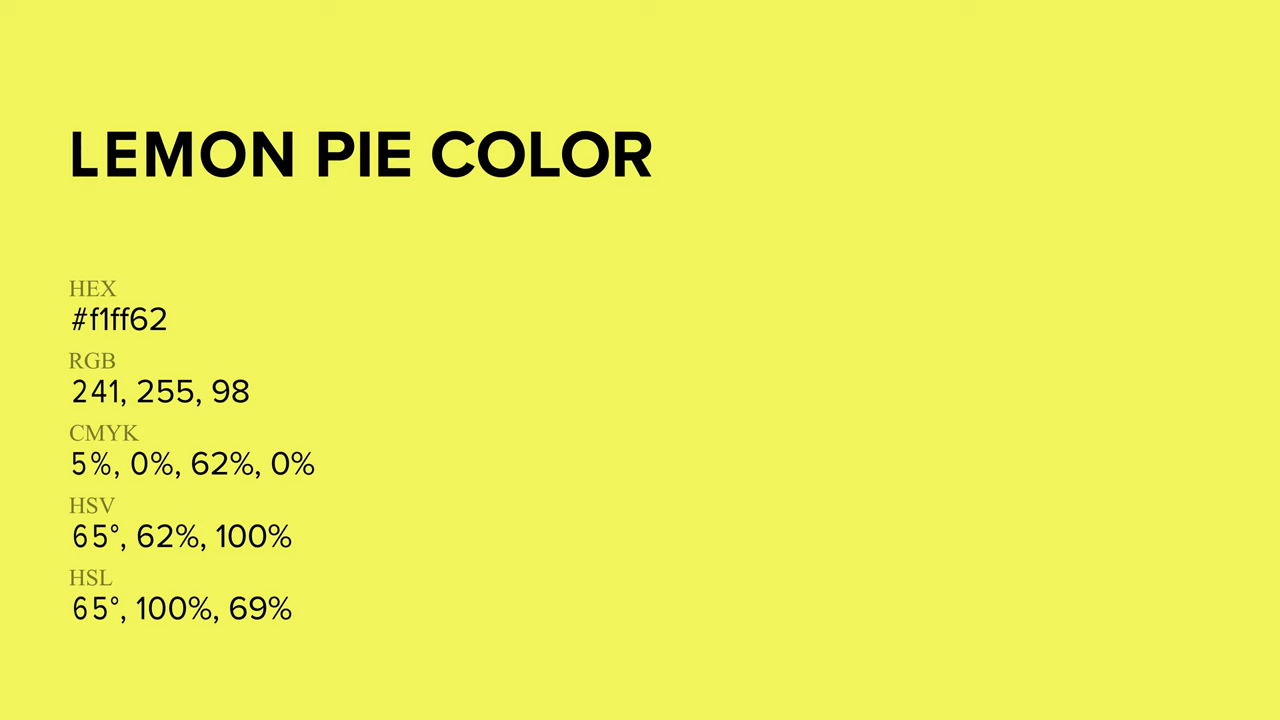 LEMON PIE COLOR
HEX
#f1ff62
RGB
241, 255, 98
CMYK
5%, 0%, 62%, 0%
HSV
65°, 62%, 100%
HSL
65°, 100%, 69%